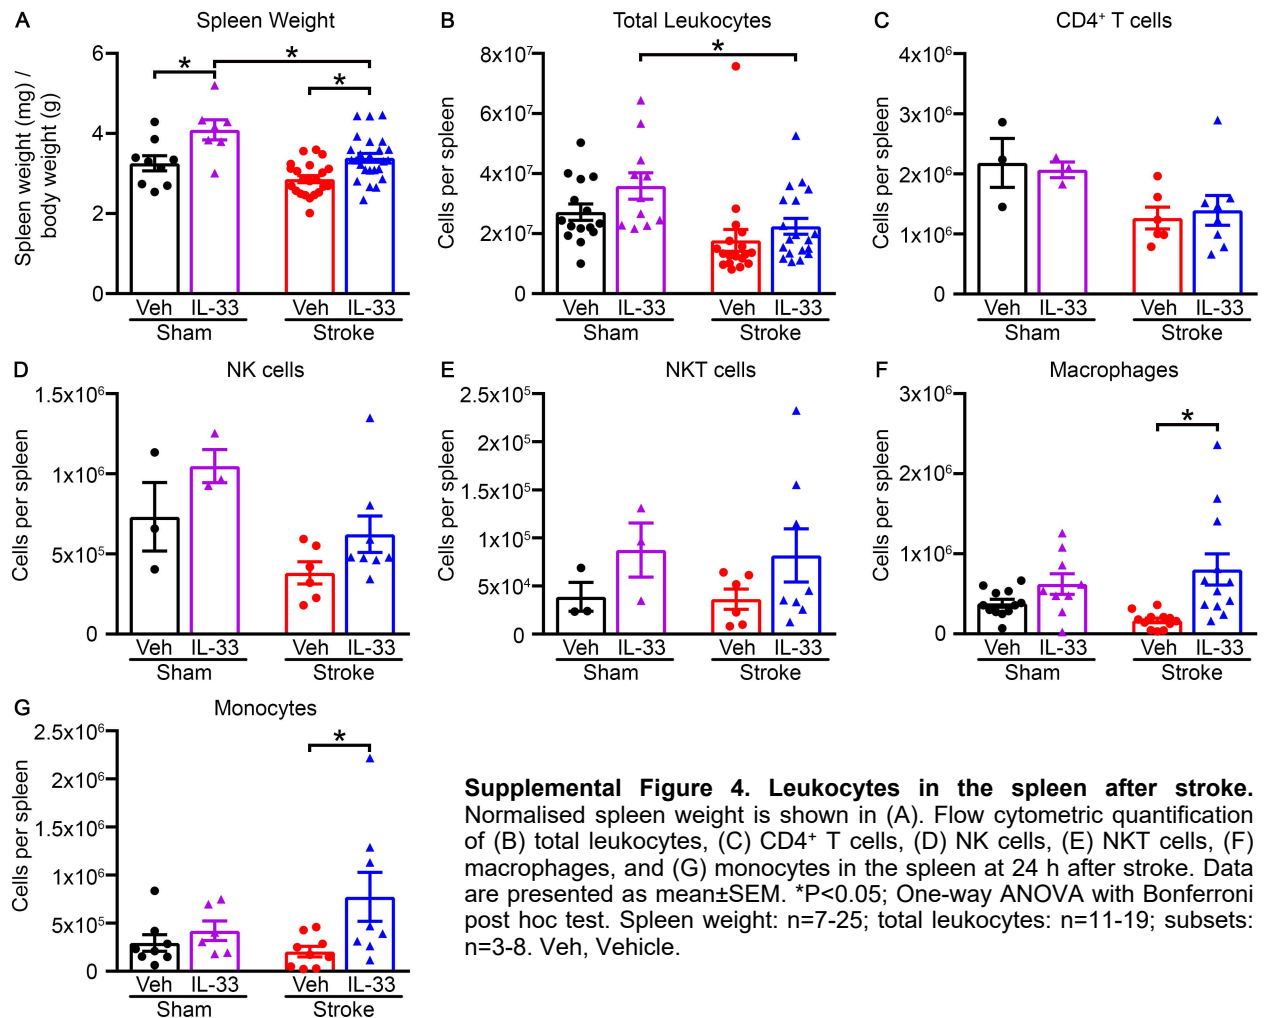 A
Spleen Weight
Spleen weight (mg) /
body weight (g)
6
4
2
0
*
*
*
Veh IL-33 Veh IL-33
Sham Stroke
B
Total Leukocytes
Cells per spleen
8x10⁷
6x10⁷
4x10⁷
2x10⁷
0
*
Veh IL-33 Veh IL-33
Sham Stroke
C
CD4⁺ T cells
Cells per spleen
4x10⁶
3x10⁶
2x10⁶
1x10⁶
0
Veh IL-33 Veh IL-33
Sham Stroke
D
NK cells
Cells per spleen
1.5x10⁶
1x10⁶
5x10⁵
0
Veh IL-33 Veh IL-33
Sham Stroke
E
NKT cells
Cells per spleen
2.5x10⁵
2x10⁵
1.5x10⁵
1x10⁵
5x10⁴
0
Veh IL-33 Veh IL-33
Sham Stroke
F
Macrophages
Cells per spleen
3x10⁶
2x10⁶
1x10⁶
0
*
Veh IL-33 Veh IL-33
Sham Stroke
G
Monocytes
Cells per spleen
2.5x10⁶
2x10⁶
1.5x10⁶
1x10⁶
5x10⁵
0
*
Veh IL-33 Veh IL-33
Sham Stroke
Supplemental Figure 4. Leukocytes in the spleen after stroke.
Normalised spleen weight is shown in (A). Flow cytometric quantification
of (B) total leukocytes, (C) CD4⁺ T cells, (D) NK cells, (E) NKT cells, (F)
macrophages, and (G) monocytes in the spleen at 24 h after stroke. Data
are presented as mean±SEM. *P<0.05; One-way ANOVA with Bonferroni
post hoc test. Spleen weight: n=7-25; total leukocytes: n=11-19; subsets:
n=3-8. Veh, Vehicle.